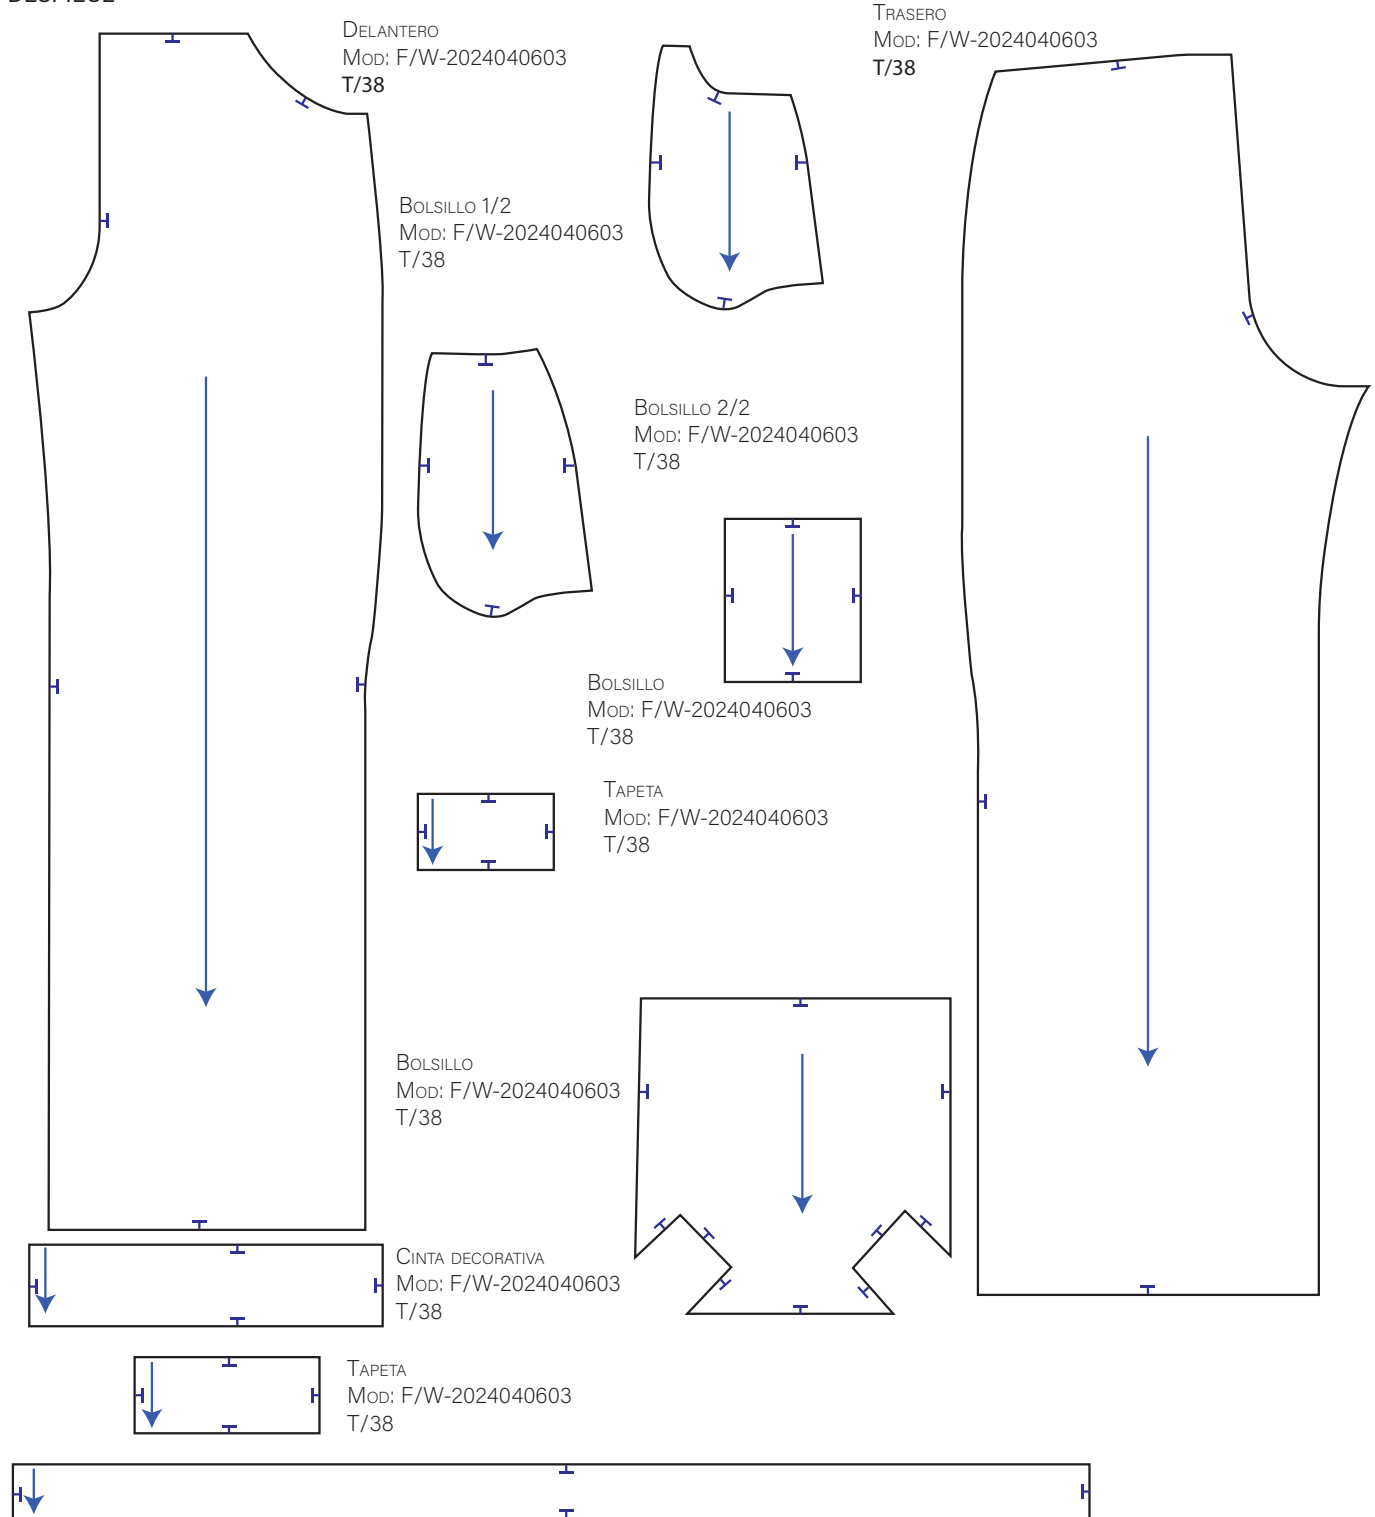 Delantero
Mod: F/W-2024040603
T/38
Trasero
Mod: F/W-2024040603
T/38
Bolsillo 1/2
Mod: F/W-2024040603
T/38
Bolsillo 2/2
Mod: F/W-2024040603
T/38
Bolsillo
Mod: F/W-2024040603
T/38
Tapeta
Mod: F/W-2024040603
T/38
Bolsillo
Mod: F/W-2024040603
T/38
Cinta decorativa
Mod: F/W-2024040603
T/38
Tapeta
Mod: F/W-2024040603
T/38